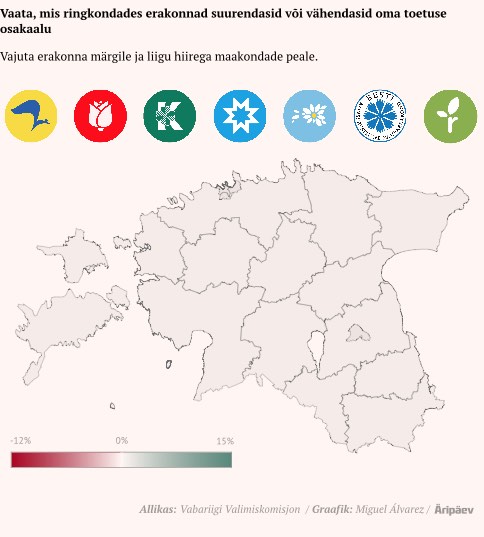 Vaata, mis ringkondades erakonnad suurendasid või vähendasid oma toetuse
osakaalu
Vajuta erakonna märgile ja liigu hiirega maakondade peale.
K
EESTI
-12%
0%
15%
Allikas: Vabariigi Valimiskomisjon / Graafik: Miguel Álvarez / Äripäev